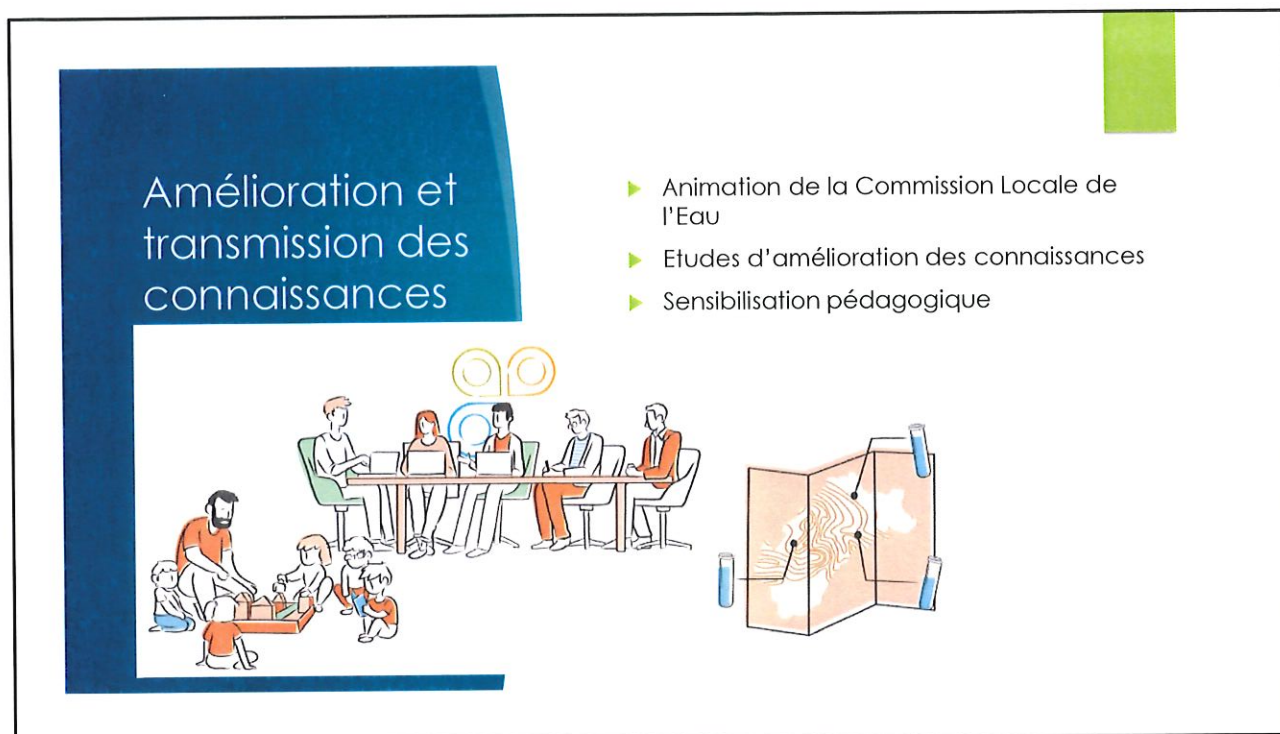 Amélioration et
transmission des
connaissances
Animation de la Commission Locale de
l'Eau
Etudes d'amélioration des connaissances
Sensibilisation pédagogique